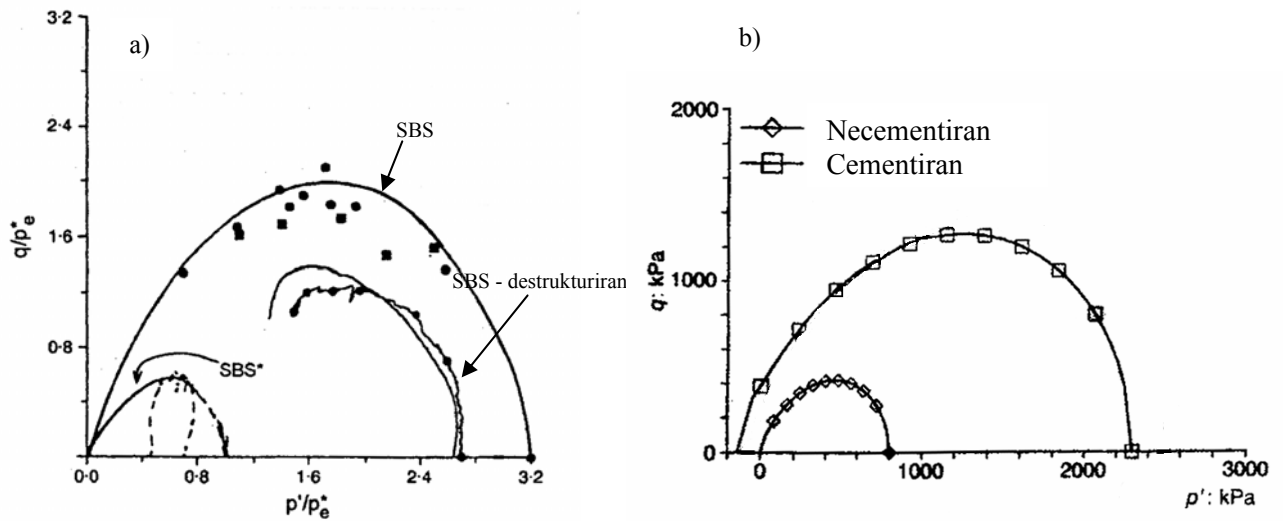 a)
3·2
2·4
1·6
0·8
q/p*e
SBS
SBS - destrukturiran
SBS*
0·0
0·8
1·6
2·4
3·2
p'/p*e
b)
2000
1000
0
q: kPa
Necementiran
Cementiran
0
1000
2000
3000
p': kPa